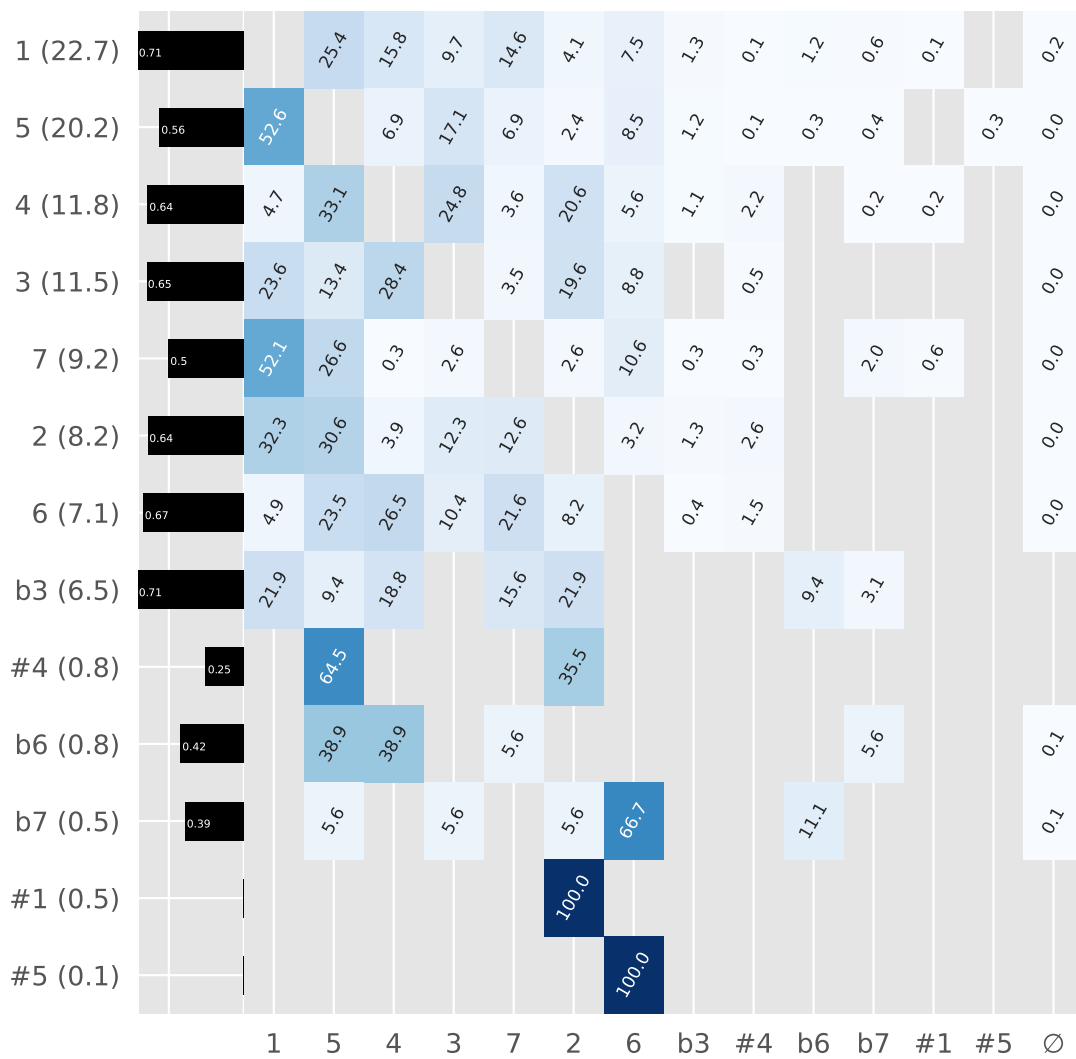 1 (22.7) 0.71 25.4 15.8 9.7 14.6 4.1 7.5 1.3 0.1 1.2 0.6 0.1 0.2
5 (20.2) 0.56 52.6 6.9 17.1 6.9 2.4 8.5 1.2 0.1 0.3 0.4 0.3 0.0
4 (11.8) 0.64 4.7 33.1 24.8 3.6 20.6 5.6 1.1 2.2 0.2 0.2 0.0
3 (11.5) 0.65 23.6 13.4 28.4 3.5 19.6 8.8 0.5 0.0
7 (9.2) 0.5 52.1 26.6 0.3 2.6 2.6 10.6 0.3 0.3 2.0 0.6 0.0
2 (8.2) 0.64 32.3 30.6 3.9 12.3 12.6 3.2 1.3 2.6 0.0
6 (7.1) 0.67 4.9 23.5 26.5 10.4 21.6 8.2 0.4 1.5 0.0
b3 (6.5) 0.71 21.9 9.4 18.8 15.6 21.9 9.4 3.1
#4 (0.8) 0.25 64.5 35.5
b6 (0.8) 0.42 38.9 38.9 5.6 5.6 0.1
b7 (0.5) 0.39 5.6 5.6 5.6 66.7 11.1 0.1
#1 (0.5) 100.0
#5 (0.1) 100.0
1 5 4 3 7 2 6 b3 #4 b6 b7 #1 #5 ∅